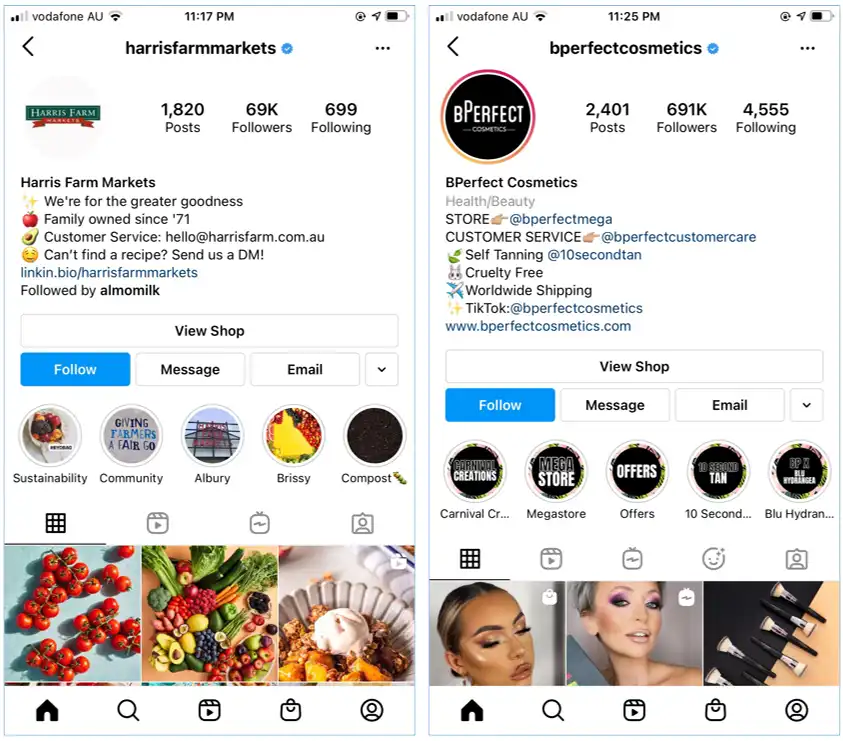 vodafone AU
11:17 PM
harrisfarmmarkets
HARRIS FARM
MARKETS
1,820
69K
699
Posts
Followers
Following
Harris Farm Markets
✨ We're for the greater goodness
🍎 Family owned since '71
🥑 Customer Service: hello@harrisfarm.com.au
😋 Can't find a recipe? Send us a DM!
linkin.bio/harrisfarmmarkets
Followed by almomilk
View Shop
Follow
Message
Email
#BYOBAG
GIVING
FARMERS
A FAIR GO
Sustainability
Community
Albury
Brissy
Compost🐛
vodafone AU
11:25 PM
bperfectcosmetics
BPERFECT
COSMETICS
2,401
691K
4,555
Posts
Followers
Following
BPerfect Cosmetics
Health/Beauty
STORE👉🏼@bperfectmega
CUSTOMER SERVICE👉🏼@bperfectcustomercare
🌿Self Tanning @10secondtan
🐰Cruelty Free
✈️Worldwide Shipping
✨TikTok:@bperfectcosmetics
www.bperfectcosmetics.com
View Shop
Follow
Message
Email
CARNIVAL
CREATIONS
MEGA
STORE
OFFERS
10 SECOND
TAN
BP X
BLU
HYDRANGEA
Carnival Cr...
Megastore
Offers
10 Second...
Blu Hydran...